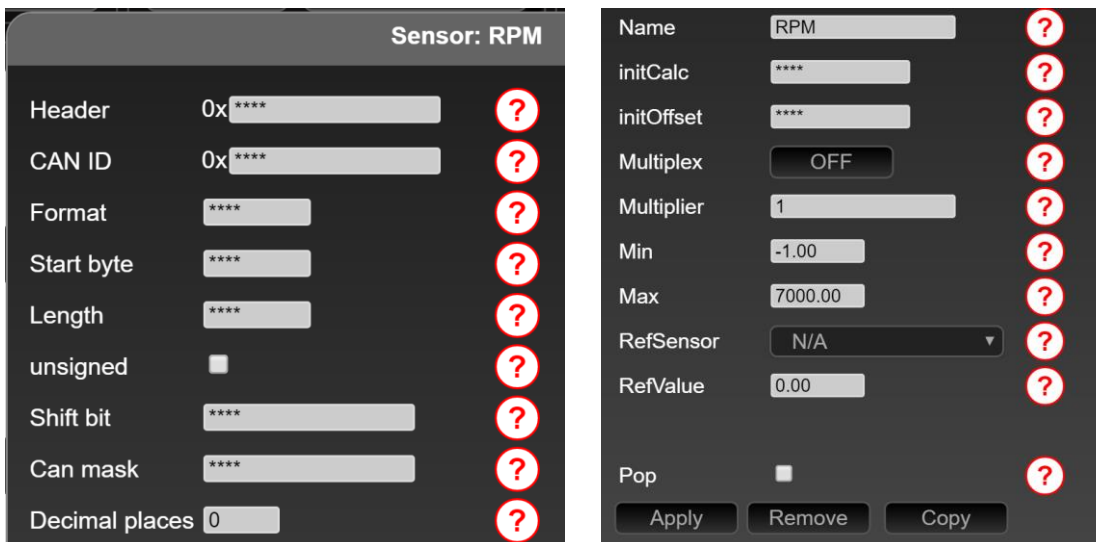 Sensor: RPM
Header 0x ****
CAN ID 0x ****
Format ****
Start byte ****
Length ****
unsigned
Shift bit ****
Can mask ****
Decimal places 0
? ? ? ? ? ? ? ? ?
Name RPM ?
initCalc **** ?
initOffset **** ?
Multiplex OFF ?
Multiplier 1 ?
Min -1.00 ?
Max 7000.00 ?
RefSensor N/A ?
RefValue 0.00 ?
Pop ?
Apply Remove Copy